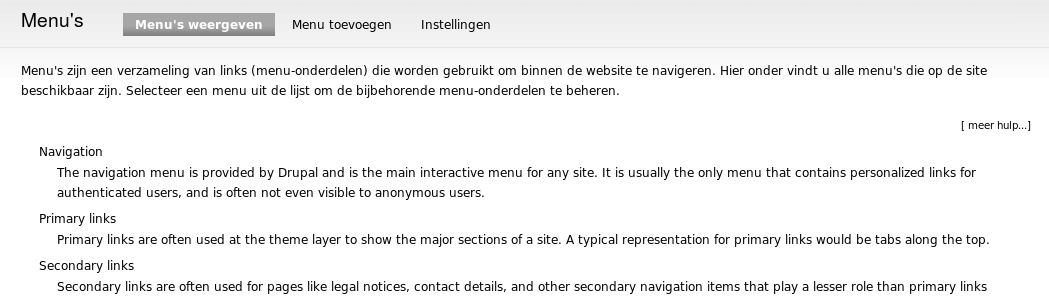 Menu's
Menu's weergeven
Menu toevoegen
Instellingen
Menu's zijn een verzameling van links (menu-onderdelen) die worden gebruikt om binnen de website te navigeren. Hier onder vindt u alle menu's die op de site
beschikbaar zijn. Selecteer een menu uit de lijst om de bijbehorende menu-onderdelen te beheren.
[ meer hulp...]
Navigation
The navigation menu is provided by Drupal and is the main interactive menu for any site. It is usually the only menu that contains personalized links for
authenticated users, and is often not even visible to anonymous users.
Primary links
Primary links are often used at the theme layer to show the major sections of a site. A typical representation for primary links would be tabs along the top.
Secondary links
Secondary links are often used for pages like legal notices, contact details, and other secondary navigation items that play a lesser role than primary links